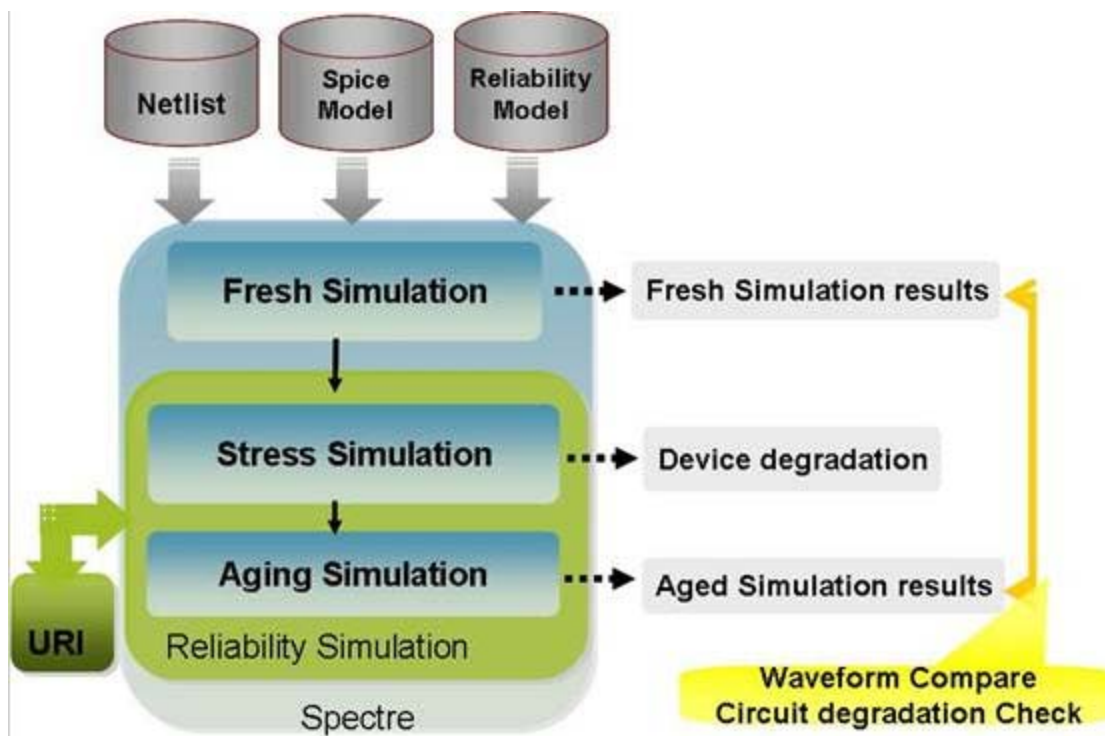 Netlist
Spice
Model
Reliability
Model
Fresh Simulation
Fresh Simulation results
Stress Simulation
Device degradation
Aging Simulation
Aged Simulation results
URI
Reliability Simulation
Spectre
Waveform Compare
Circuit degradation Check